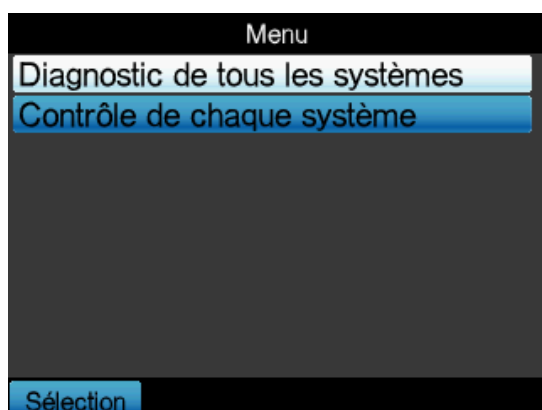 Menu
Diagnostic de tous les systèmes
Contrôle de chaque système
Sélection